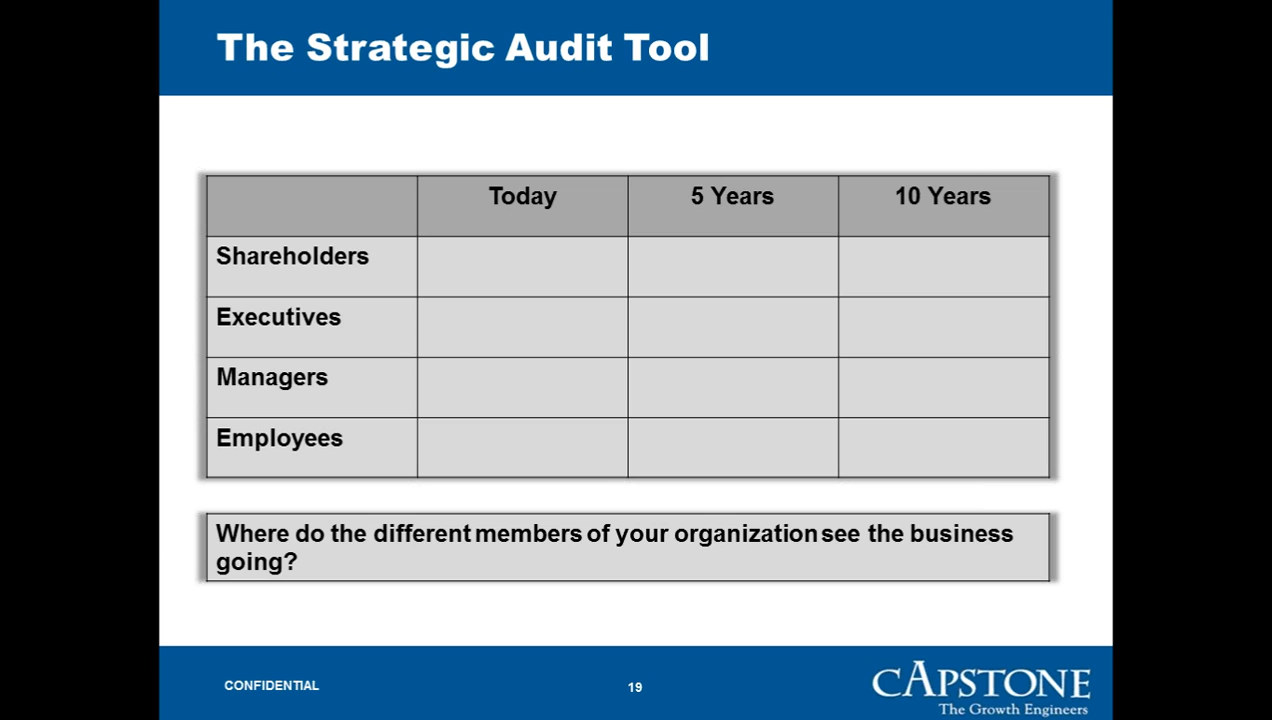 The Strategic Audit Tool
Today 5 Years 10 Years
Shareholders
Executives
Managers
Employees
Where do the different members of your organization see the business
going?
CONFIDENTIAL 19 CAPSTONE
The Growth Engineers